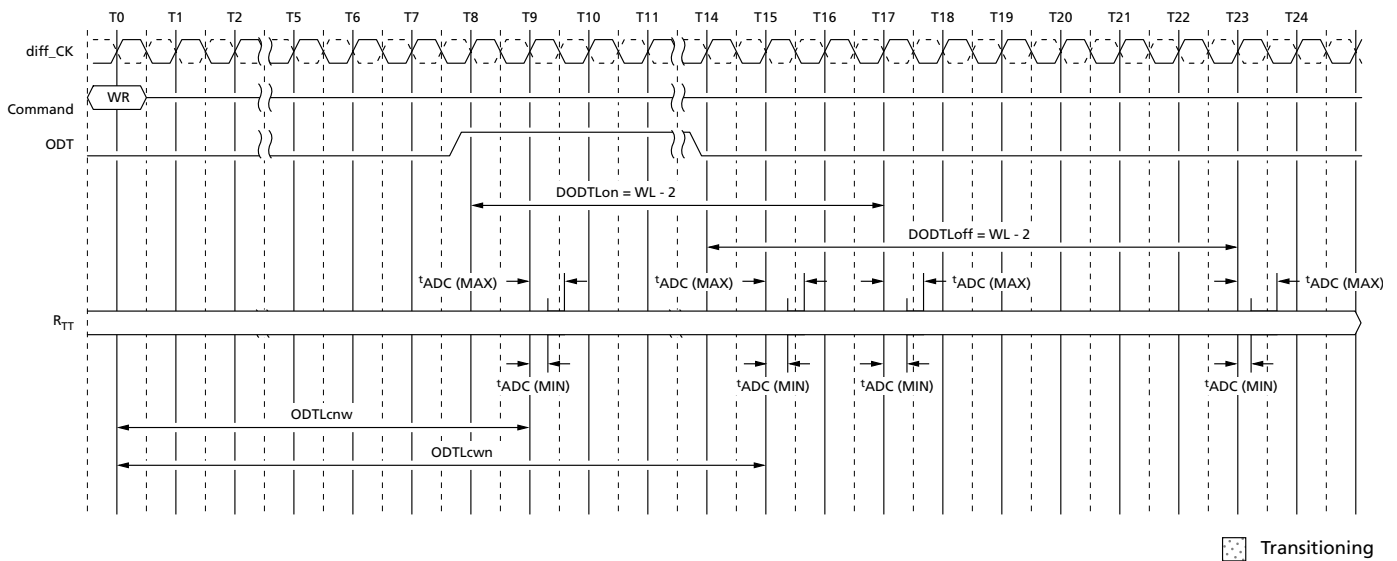 T0 T1 T2 T5 T6 T7 T8 T9 T10 T11 T14 T15 T16 T17 T18 T19 T20 T21 T22 T23 T24
diff_CK
WR
Command
ODT
DODTLon = WL - 2
DODTLoff = WL - 2
tADC (MAX) tADC (MAX) tADC (MAX) tADC (MAX)
RTT
tADC (MIN) tADC (MIN) tADC (MIN) tADC (MIN)
ODTLcnw
ODTLcwn
Transitioning